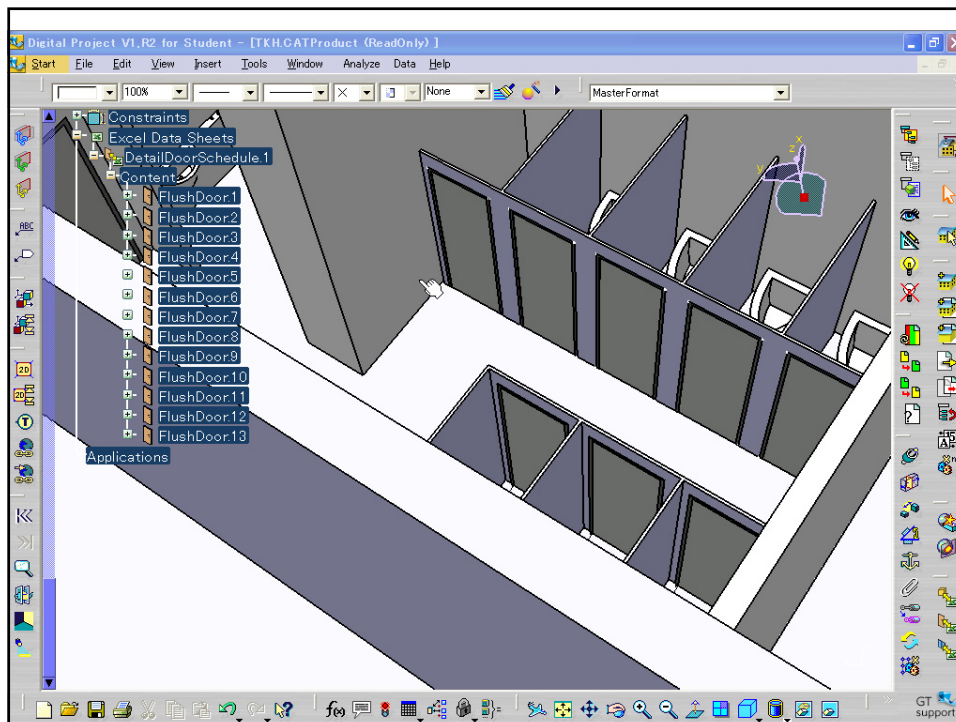 Digital Project V1.R2 for Student - [TKH.CATProduct (ReadOnly) ]
Start File Edit View Insert Tools Window Analyze Data Help
100% None MasterFormat
Constraints
Excel Data Sheets
DetailDoorSchedule.1
Content
FlushDoor.1
FlushDoor.2
FlushDoor.3
FlushDoor.4
FlushDoor.5
FlushDoor.6
FlushDoor.7
FlushDoor.8
FlushDoor.9
FlushDoor.10
FlushDoor.11
FlushDoor.12
FlushDoor.13
Applications
x
z
y
ABC
2D
2D
T
f(x)
GT
support